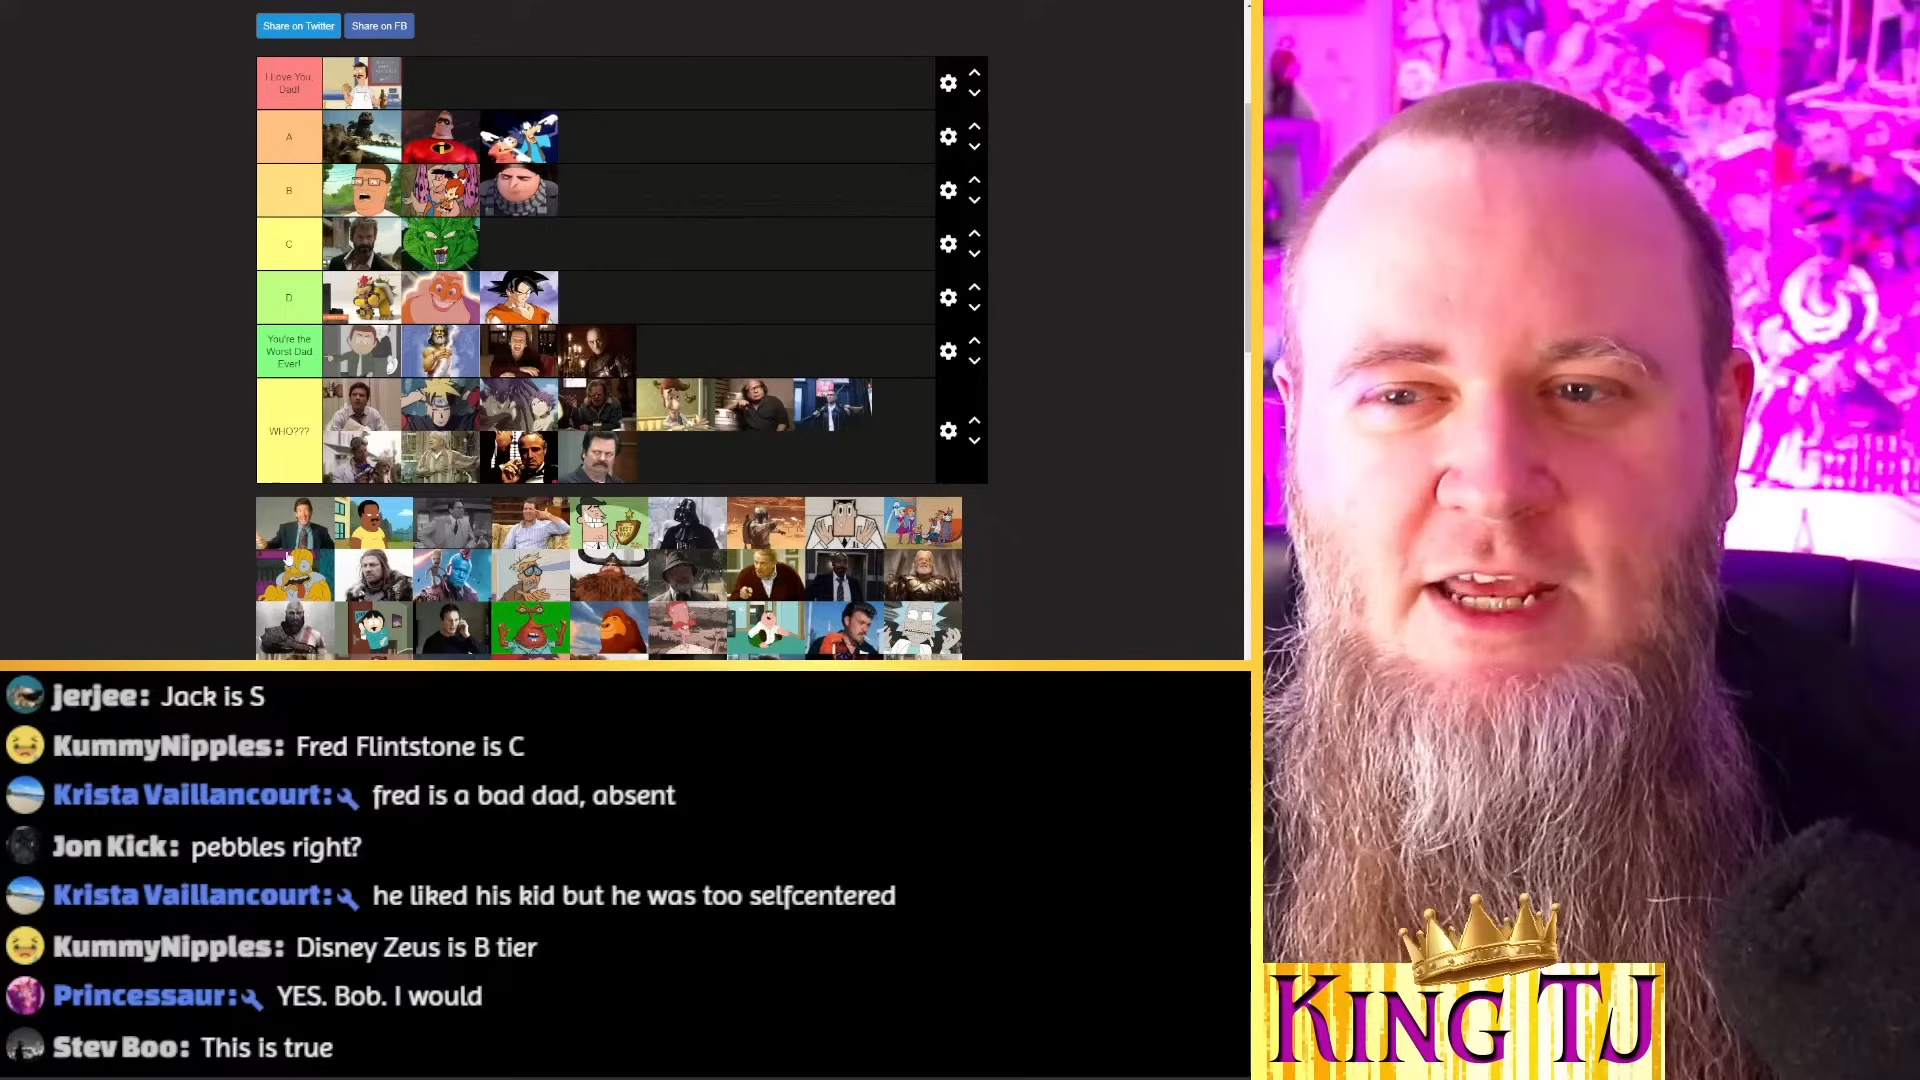 Share on Twitter Share on FB
I Love You, Dad!
A
B
C
D
You're the Worst Dad Ever!
WHO???
jerjee: Jack is S
KummyNipples: Fred Flintstone is C
Krista Vaillancourt: fred is a bad dad, absent
Jon Kick: pebbles right?
Krista Vaillancourt: he liked his kid but he was too selfcentered
KummyNipples: Disney Zeus is B tier
Princessaur: YES. Bob. I would
Stev Boo: This is true
KING TJ